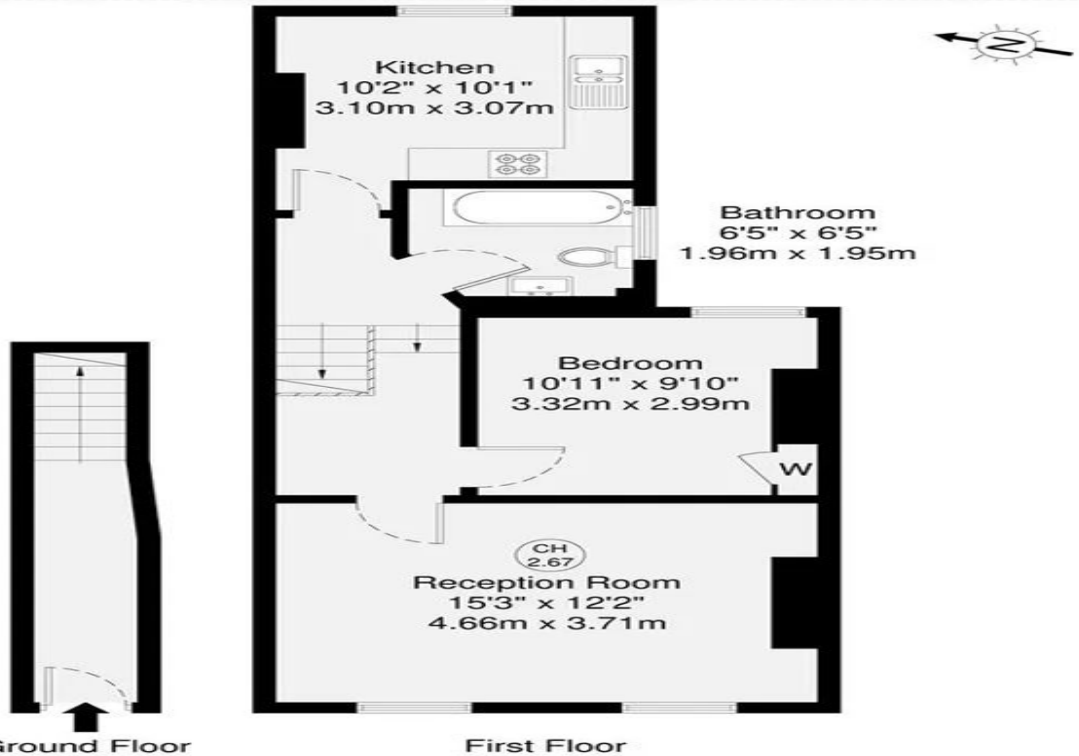 Kitchen
10'2" x 10'1"
3.10m x 3.07m
N
Bathroom
6'5" x 6'5"
1.96m x 1.95m
Bedroom
10'11" x 9'10"
3.32m x 2.99m
W
CH
2.67
Reception Room
15'3" x 12'2"
4.66m x 3.71m
Ground Floor
First Floor